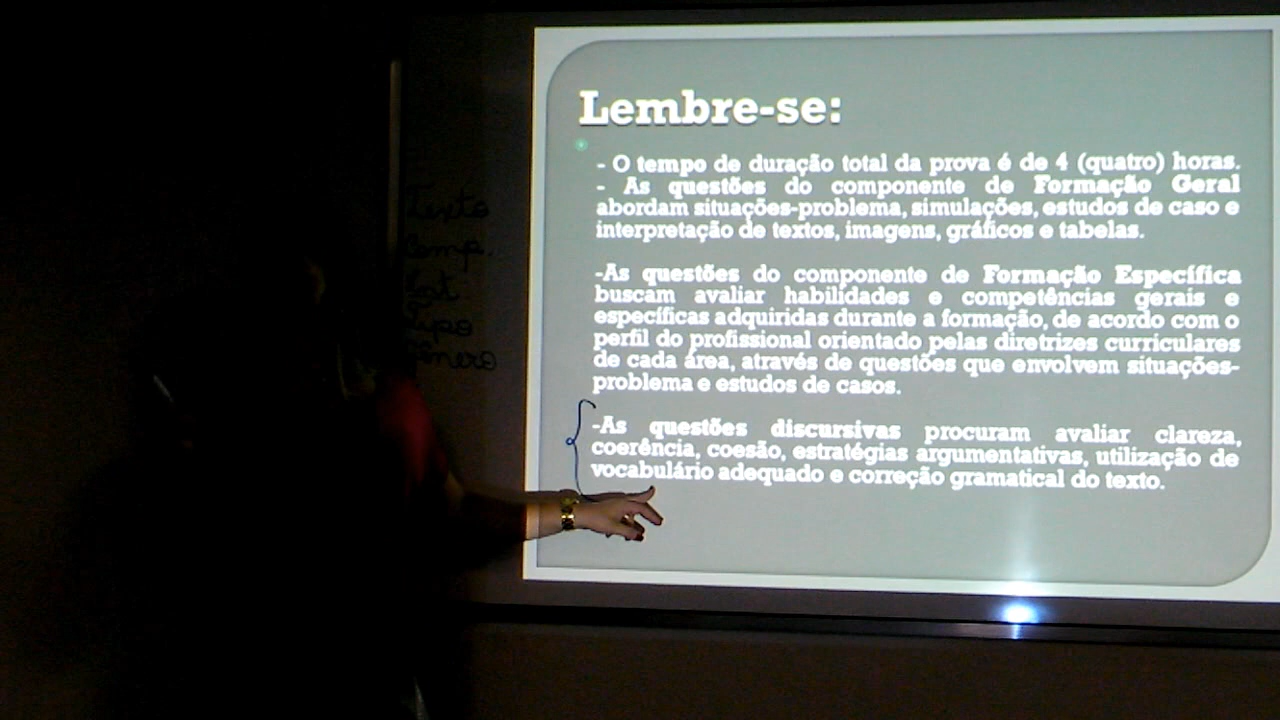 Lembre-se:
- O tempo de duração total da prova é de 4 (quatro) horas.
- As questões do componente de Formação Geral
abordam situações-problema, simulações, estudos de caso e
interpretação de textos, imagens, gráficos e tabelas.
-As questões do componente de Formação Específica
buscam avaliar habilidades e competências gerais e
específicas adquiridas durante a formação, de acordo com o
perfil do profissional orientado pelas diretrizes curriculares
de cada área, através de questões que envolvem situações-
problema e estudos de casos.
-As questões discursivas procuram avaliar clareza,
coerência, coesão, estratégias argumentativas, utilização de
vocabulário adequado e correção gramatical do texto.
Texto
Comp.